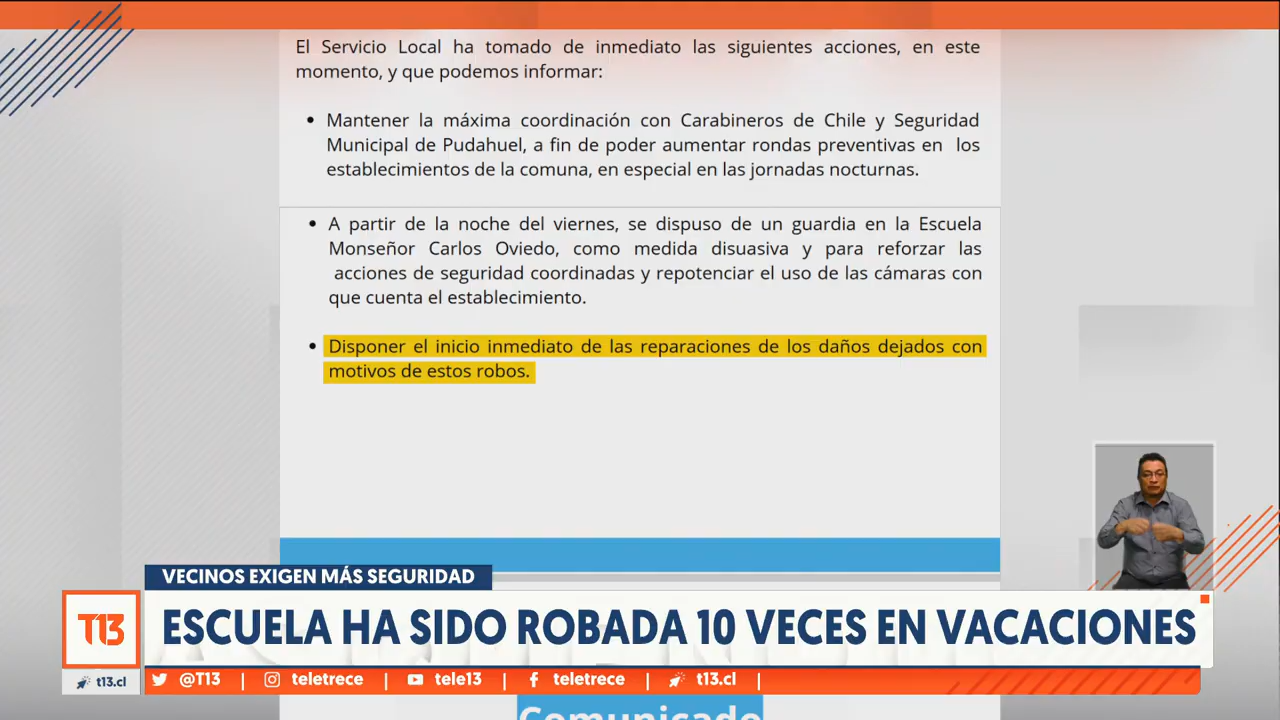 El Servicio Local ha tomado de inmediato las siguientes acciones, en este
momento, y que podemos informar:
• Mantener la máxima coordinación con Carabineros de Chile y Seguridad
Municipal de Pudahuel, a fin de poder aumentar rondas preventivas en los
establecimientos de la comuna, en especial en las jornadas nocturnas.
• A partir de la noche del viernes, se dispuso de un guardia en la Escuela
Monseñor Carlos Oviedo, como medida disuasiva y para reforzar las
acciones de seguridad coordinadas y repotenciar el uso de las cámaras con
que cuenta el establecimiento.
• Disponer el inicio inmediato de las reparaciones de los daños dejados con
motivos de estos robos.
VECINOS EXIGEN MÁS SEGURIDAD
T13 ESCUELA HA SIDO ROBADA 10 VECES EN VACACIONES
t13.cl @T13 | teletrece | tele13 | teletrece | t13.cl |
Comunicado